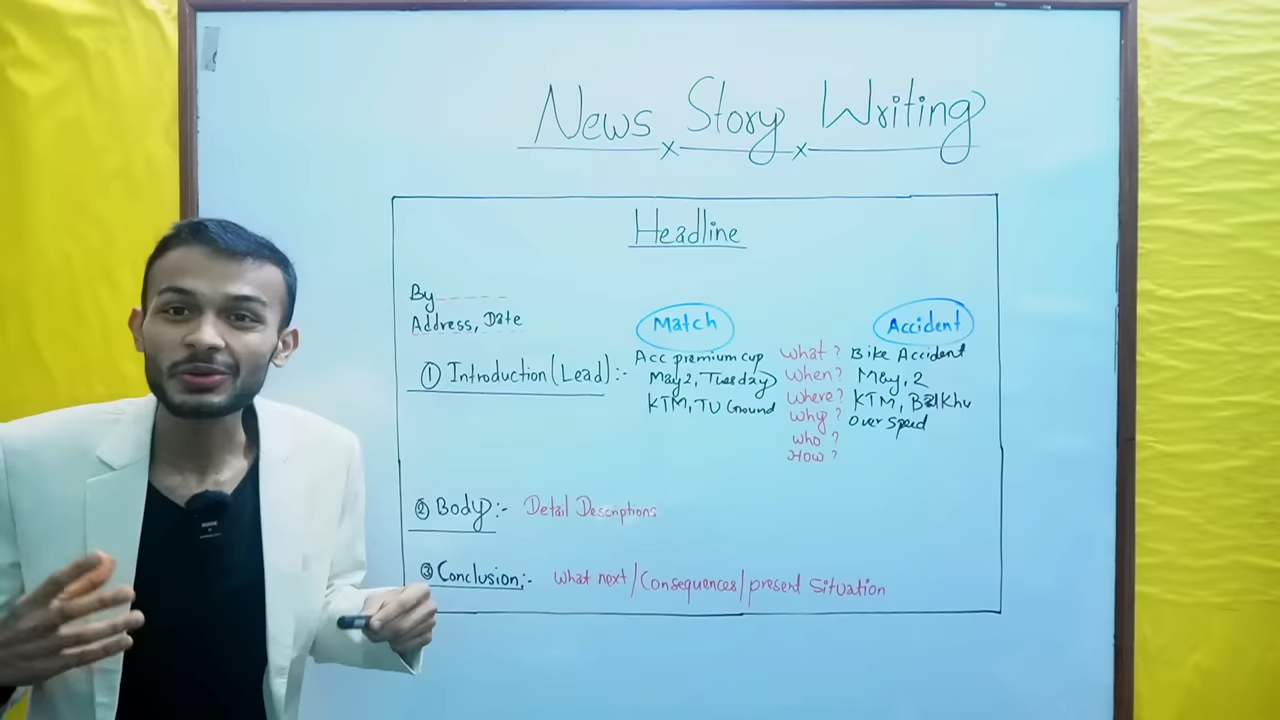 News Story Writing
Headline
By
Address, Date
Match
Accident
① Introduction (Lead) :-
Acc premium cup
May 2, Tuesday
KTM, TU Ground
What ?
When?
Where?
Why ?
Who ?
How ?
Bike Accident
May, 2
KTM, Balkhu
Over Speed
② Body :- Detail Descriptions
③ Conclusion :- What next/Consequences/present Situation